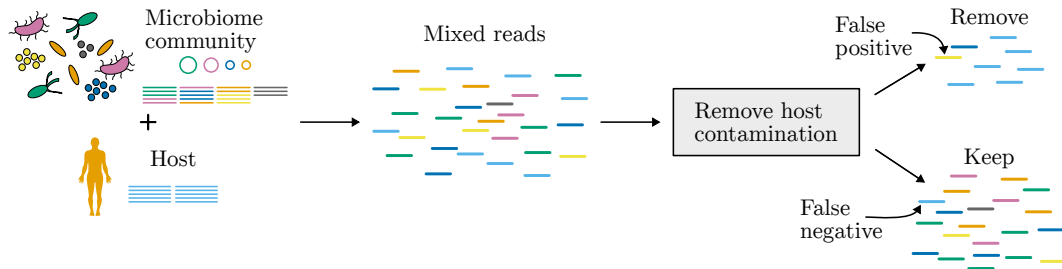 Microbiome
community
+
Host
Mixed reads
Remove host
contamination
False
positive
Remove
Keep
False
negative